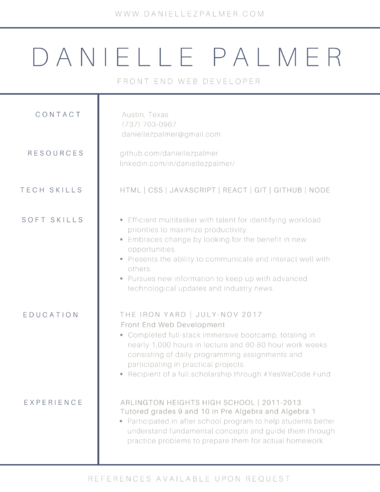 WWW.DANIELLEZPALMER.COM
DANIELLE PALMER
FRONT END WEB DEVELOPER
CONTACT
Austin, Texas
(737) 703-0967
daniellezpalmer@gmail.com
RESOURCES
github.com/daniellezpalmer
linkedin.com/in/daniellezpalmer/
TECH SKILLS
HTML | CSS | JAVASCRIPT | REACT | GIT | GITHUB | NODE
SOFT SKILLS
• Efficient multitasker with talent for identifying workload
priorities to maximize productivity.
• Embraces change by looking for the benefit in new
opportunities.
• Presents the ability to communicate and interact well with
others
• Pursues new information to keep up with advanced
technological updates and industry news
EDUCATION
THE IRON YARD | JULY-NOV 2017
Front End Web Development
• Completed full-stack immersive bootcamp, totaling in
nearly 1,000 hours in lecture and 60-80 hour work weeks
consisting of daily programming assignments and
participating in practical projects
• Recipient of a full scholarship through #YesWeCode Fund
EXPERIENCE
ARLINGTON HEIGHTS HIGH SCHOOL | 2011-2013
Tutored grades 9 and 10 in Pre Algebra and Algebra 1
• Participated in after school program to help students better
understand fundamental concepts and guide them through
practice problems to prepare them for actual homework
REFERENCES AVAILABLE UPON REQUEST